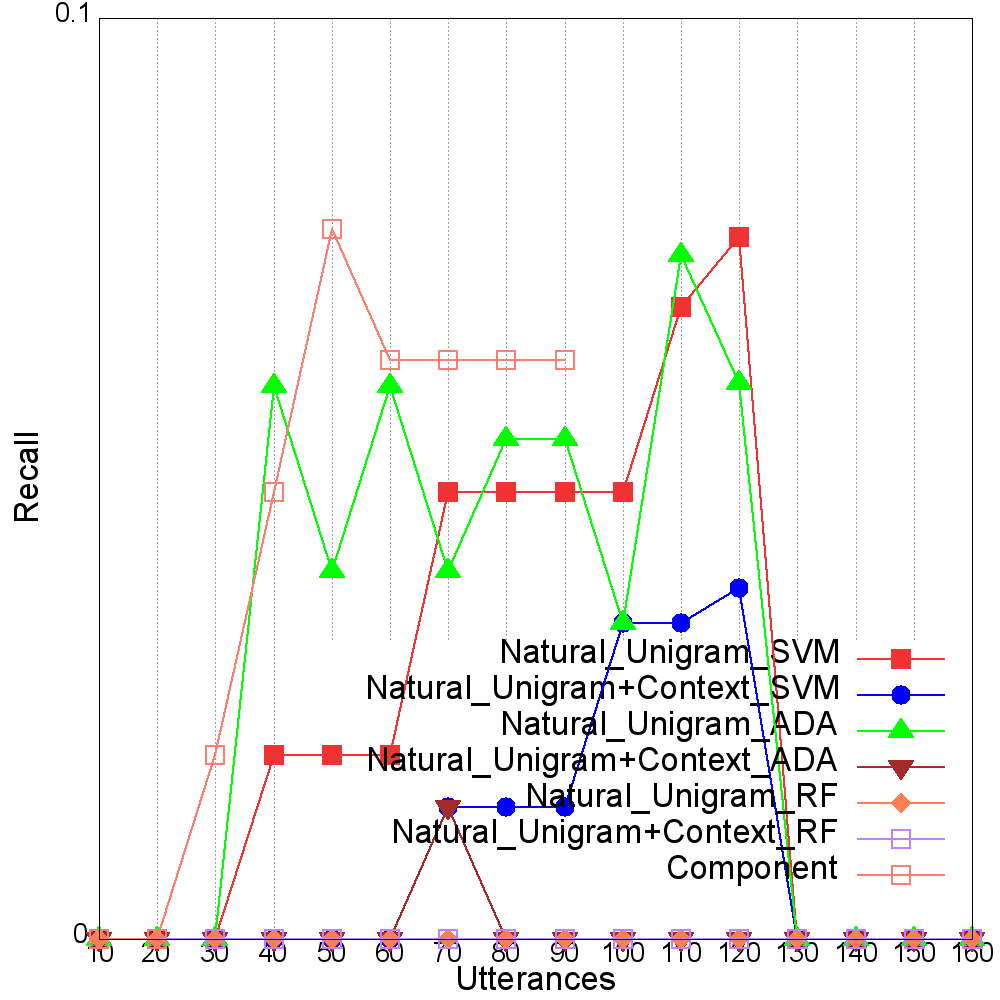 0.1
Recall
Natural_Unigram_SVM
Natural_Unigram+Context_SVM
Natural_Unigram_ADA
Natural_Unigram+Context_ADA
Natural_Unigram_RF
Natural_Unigram+Context_RF
Component
0
10 20 30 40 50 60 70 80 90 100 110 120 130 140 150 160
Utterances